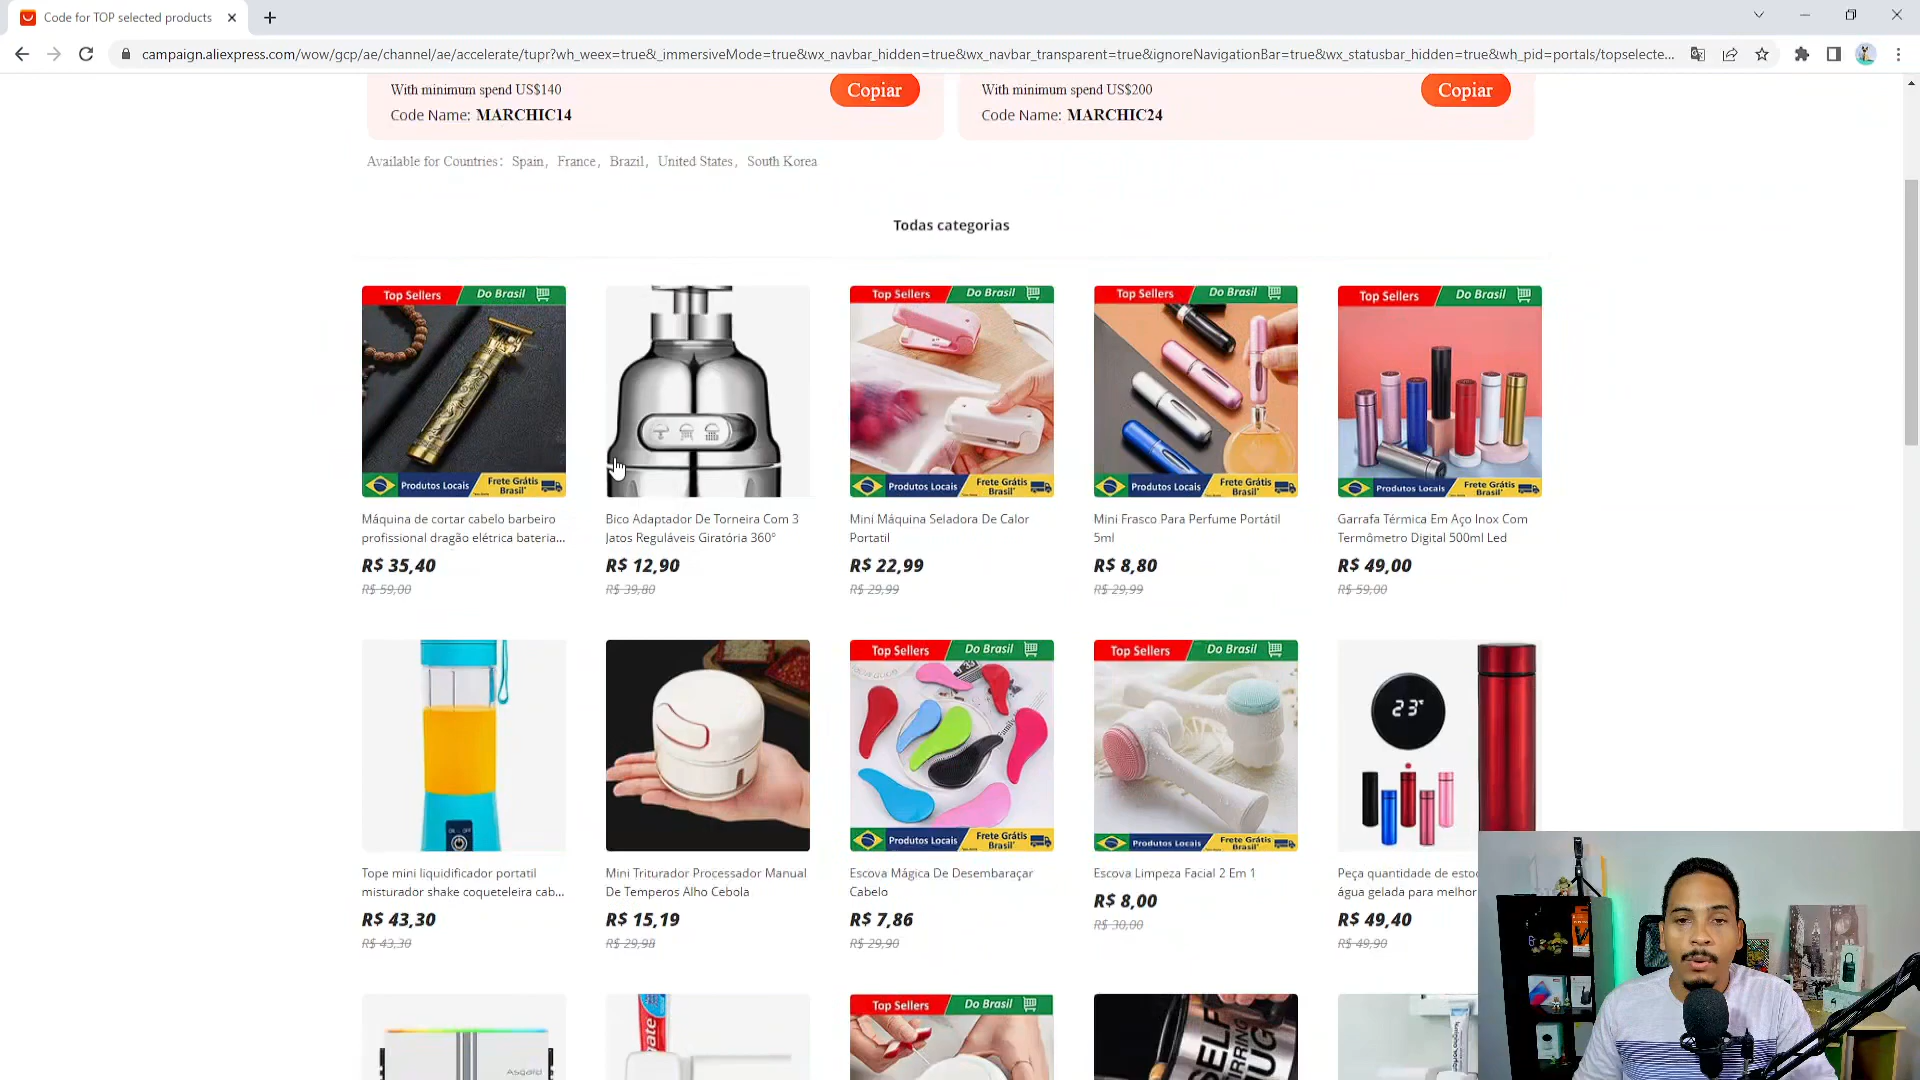 Code for TOP selected products
campaign.aliexpress.com/wow/gcp/ae/channel/ae/accelerate/tupr?wh_weex=true&_immersiveMode=true&wx_navbar_hidden=true&wx_navbar_transparent=true&ignoreNavigationBar=true&wx_statusbar_hidden=true&wh_pid=portals/topselecte...
With minimum spend US$140
Copiar
Code Name: MARCHIC14
With minimum spend US$200
Copiar
Code Name: MARCHIC24
Available for Countries: Spain, France, Brazil, United States, South Korea
Todas categorias
Top Sellers Do Brasil
Produtos Locais Frete Grátis Brasil*
Máquina de cortar cabelo barbeiro
profissional dragão elétrica bateria...
R$ 35,40
R$ 59,00
Bico Adaptador De Torneira Com 3
Jatos Reguláveis Giratória 360°
R$ 12,90
R$ 39,80
Top Sellers Do Brasil
Produtos Locais Frete Grátis Brasil*
Mini Máquina Seladora De Calor
Portatil
R$ 22,99
R$ 29,99
Top Sellers Do Brasil
Produtos Locais Frete Grátis Brasil*
Mini Frasco Para Perfume Portátil
5ml
R$ 8,80
R$ 29,99
Top Sellers Do Brasil
Produtos Locais Frete Grátis Brasil*
Garrafa Térmica Em Aço Inox Com
Termômetro Digital 500ml Led
R$ 49,00
R$ 59,00
ON - OFF
Tope mini liquidificador portatil
misturador shake coqueteleira cab...
R$ 43,30
R$ 43,30
Mini Triturador Processador Manual
De Temperos Alho Cebola
R$ 15,19
R$ 29,98
Top Sellers Do Brasil
Produtos Locais Frete Grátis Brasil*
Escova Mágica De Desembaraçar
Cabelo
R$ 7,86
R$ 29,90
Top Sellers Do Brasil
Produtos Locais Frete Grátis Brasil*
Escova Limpeza Facial 2 Em 1
R$ 8,00
R$ 30,00
23°
Peça quantidade de estoc
água gelada para melhor
R$ 49,40
R$ 49,90
Asgard
gate
Top Sellers Do Brasil
SELF
IRRING
MUG